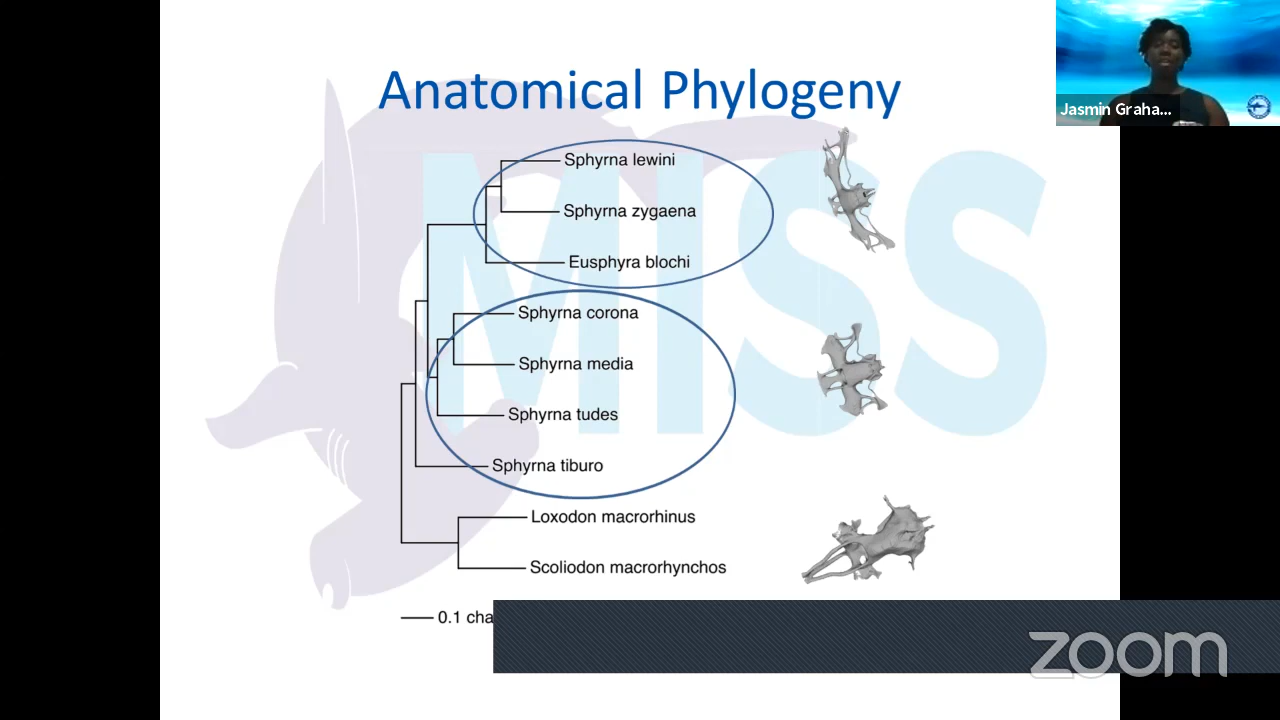 Anatomical Phylogeny
Jasmin Graha...
MISS
Sphyrna lewini
Sphyrna zygaena
Eusphyra blochi
Sphyrna corona
Sphyrna media
Sphyrna tudes
Sphyrna tiburo
Loxodon macrorhinus
Scoliodon macrorhynchos
0.1 cha
zoom